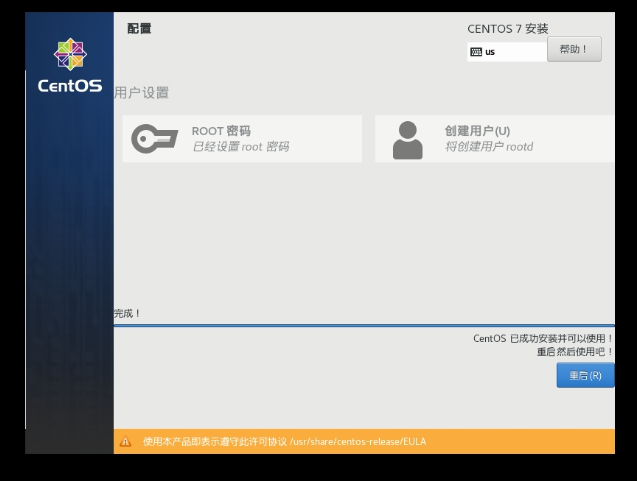 配置
CENTOS 7 安装
us
帮助！
CentOS
用户设置
ROOT 密码
已经设置 root 密码
创建用户(U)
将创建用户 rootd
完成！
CentOS 已成功安装并可以使用！
重启然后使用吧！
重启(R)
使用本产品即表示遵守此许可协议 /usr/share/centos-release/EULA